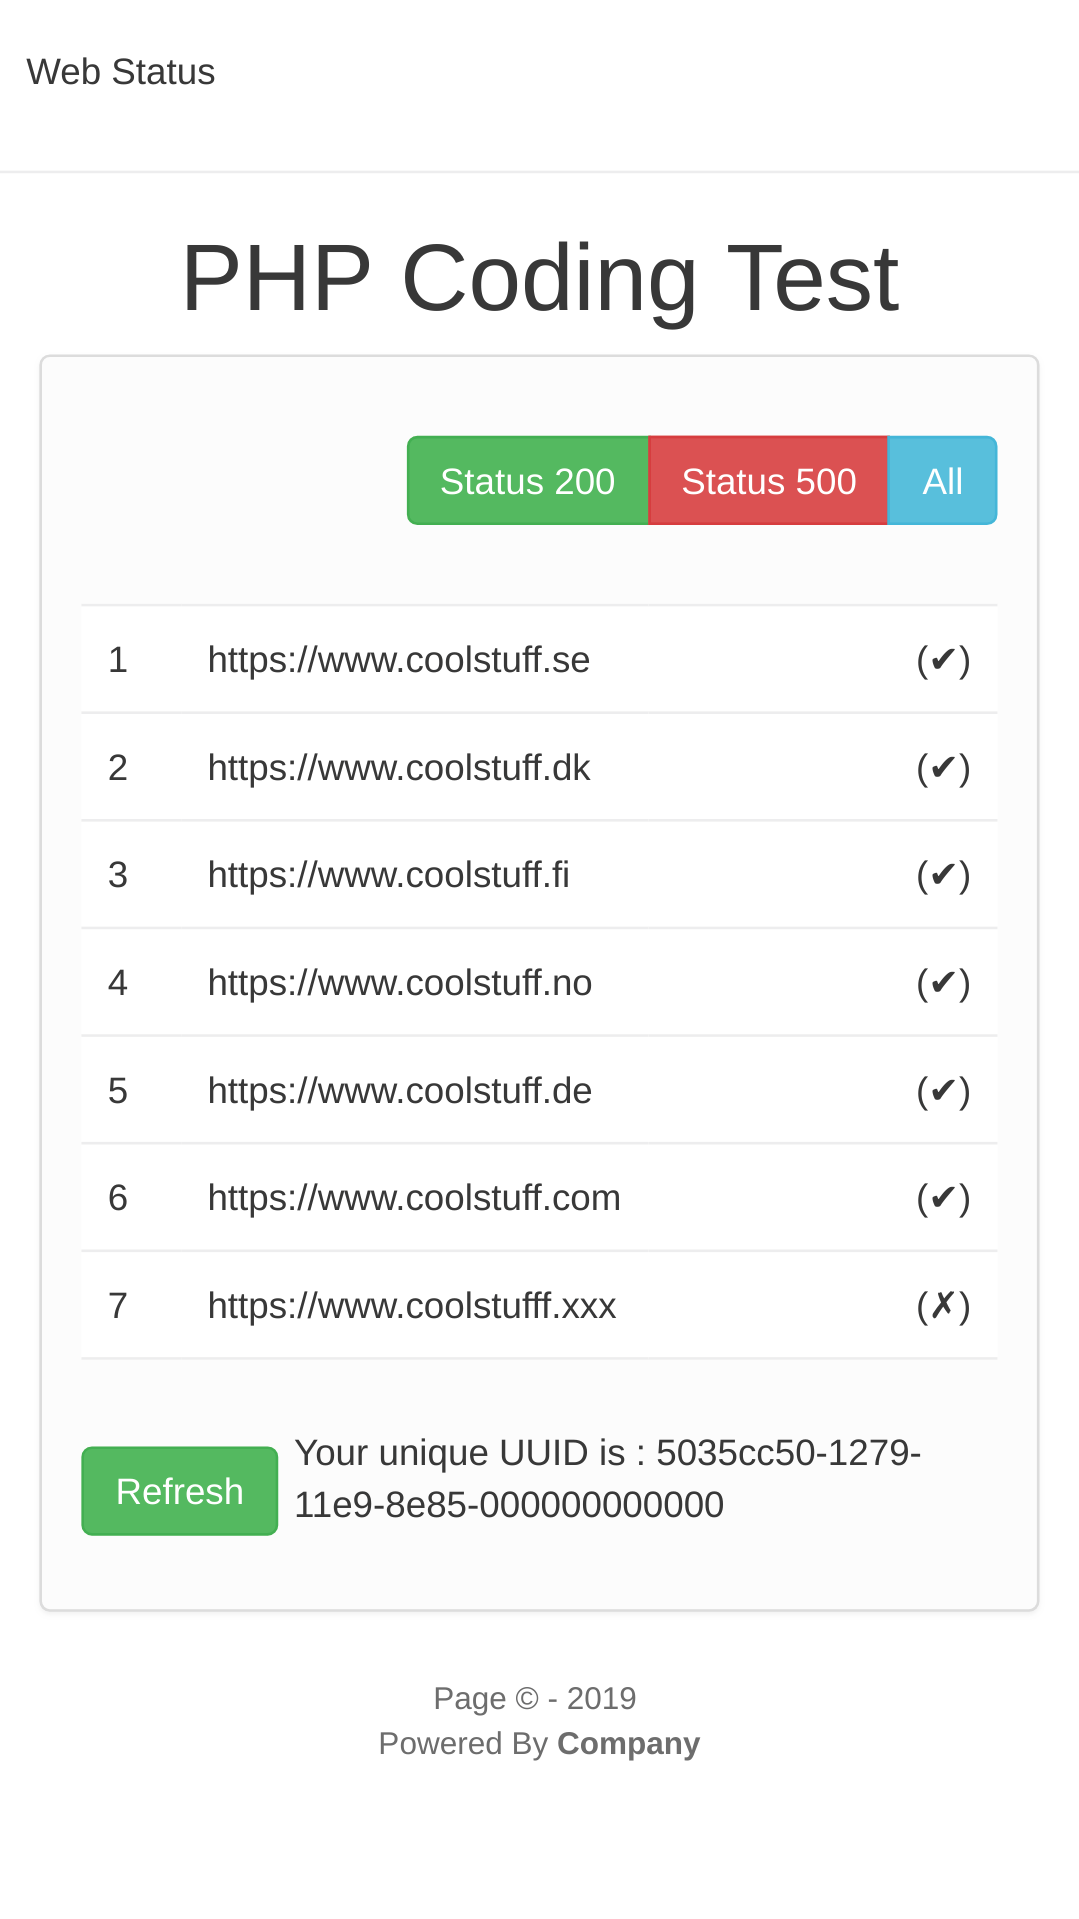 Web Status
PHP Coding Test
Status 200 Status 500 All
1 https://www.coolstuff.se (✔)
2 https://www.coolstuff.dk (✔)
3 https://www.coolstuff.fi (✔)
4 https://www.coolstuff.no (✔)
5 https://www.coolstuff.de (✔)
6 https://www.coolstuff.com (✔)
7 https://www.coolstufff.xxx (✗)
Refresh
Your unique UUID is : 5035cc50-1279-
11e9-8e85-000000000000
Page © - 2019
Powered By Company